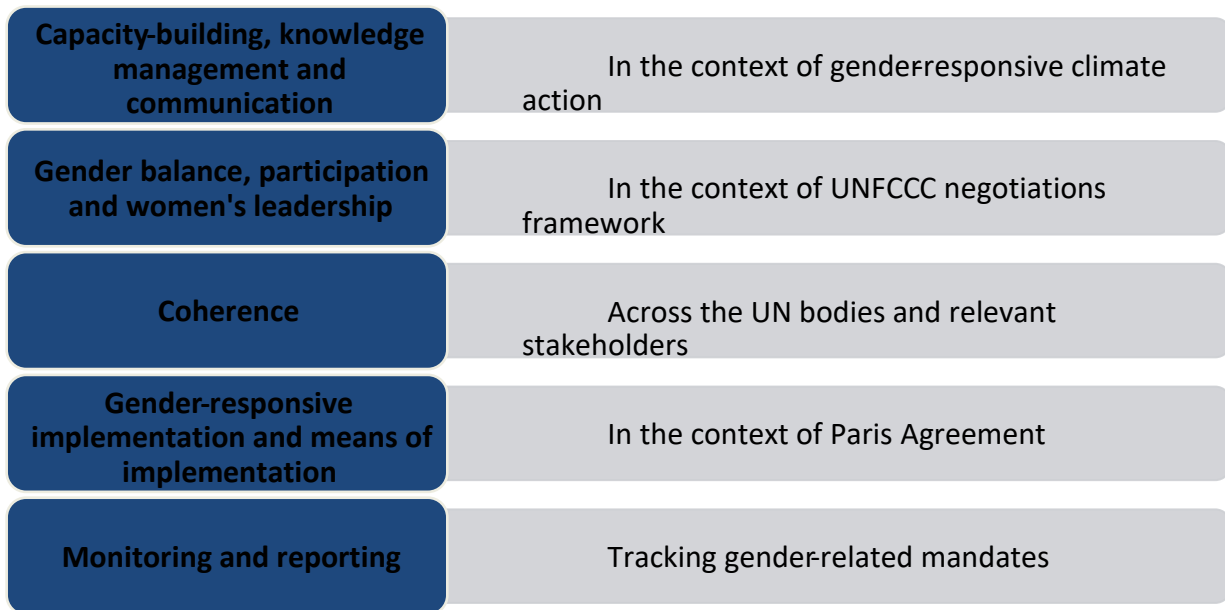 Capacity-building, knowledge
management and
communication
In the context of gender-responsive climate
action
Gender balance, participation
and women's leadership
In the context of UNFCCC negotiations
framework
Coherence
Across the UN bodies and relevant
stakeholders
Gender-responsive
implementation and means of
implementation
In the context of Paris Agreement
Monitoring and reporting
Tracking gender-related mandates